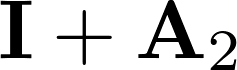 𝐈 + 𝐀₂